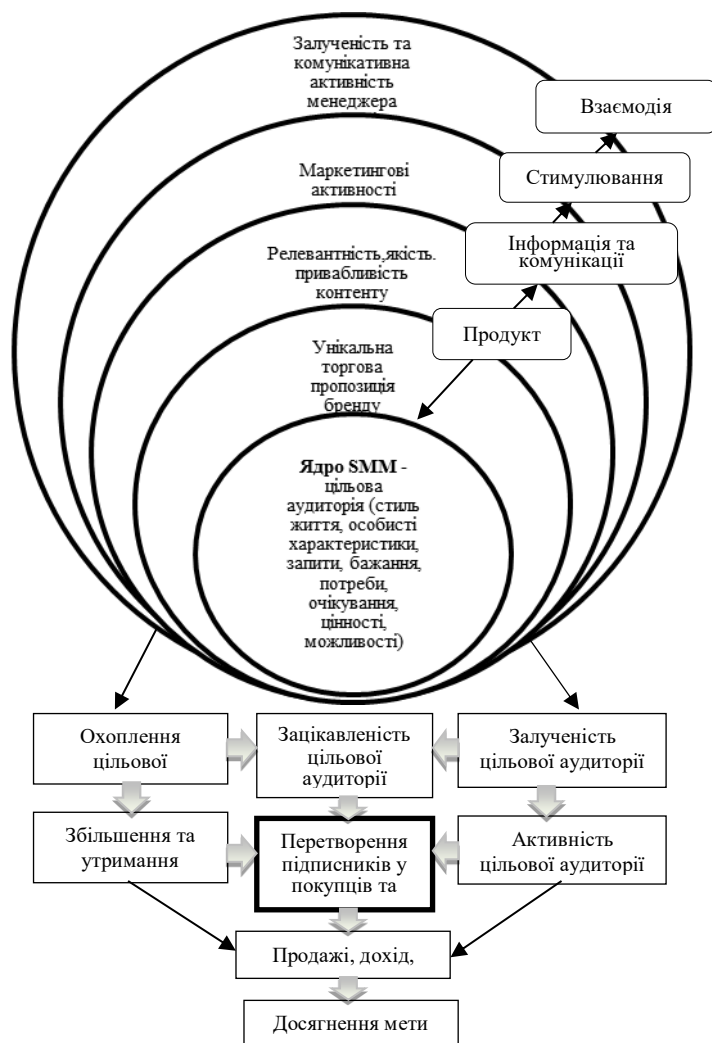 Залученість та
комунікативна
активність
менеджера
Взаємодія
Маркетингові
активності
Стимулювання
Релевантність,якість.
привабливість
контенту
Інформація та
комунікації
Унікальна
торгова
пропозиція
бренду
Продукт
Ядро SMM -
цільова
аудиторія (стиль
життя, особисті
характеристики,
запити, бажання,
потреби,
очікування,
цінності,
можливості)
Охоплення
цільової
Зацікавленість
цільової
аудиторії
Залученість
цільової аудиторії
Збільшення та
утримання
Перетворення
підписників у
покупців та
Активність
цільової аудиторії
Продажі, дохід,
Досягнення мети